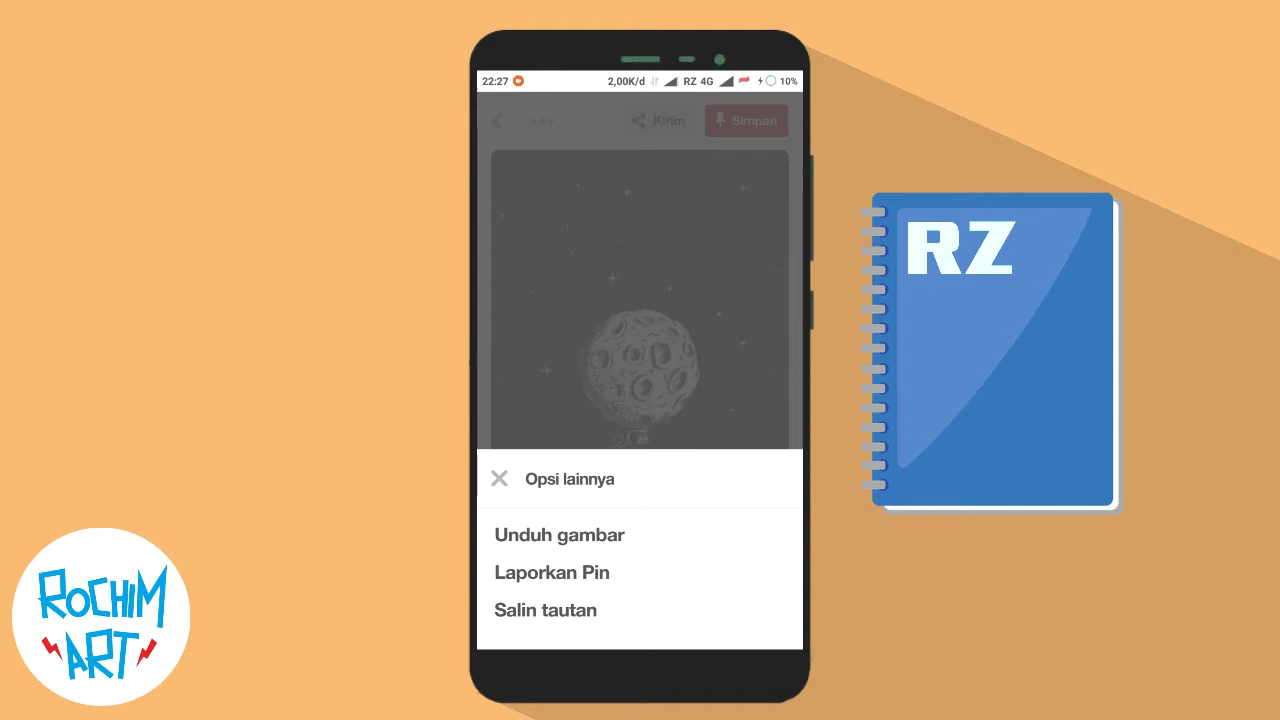 22:27 2,00K/d RZ 4G 10%
Kirim Simpan
RZ
Opsi lainnya
Unduh gambar
Laporkan Pin
Salin tautan
ROCHIM
ART